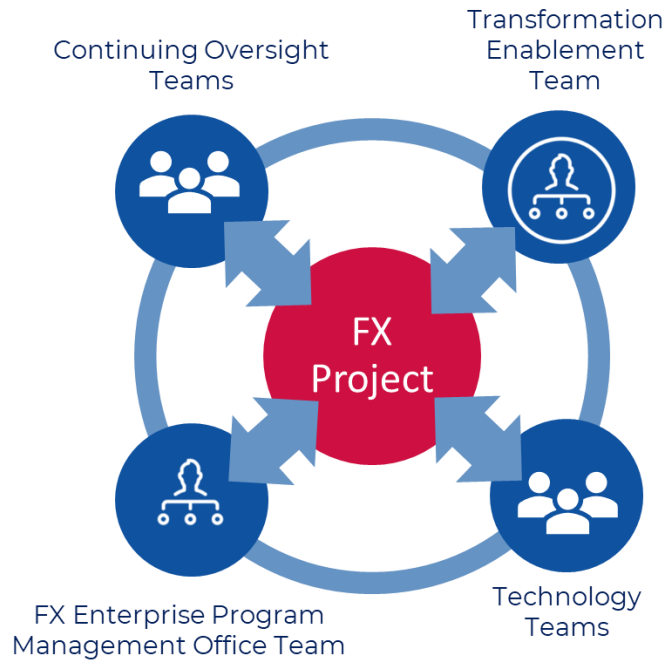 Continuing Oversight
Teams
Transformation
Enablement
Team
FX
Project
FX Enterprise Program
Management Office Team
Technology
Teams